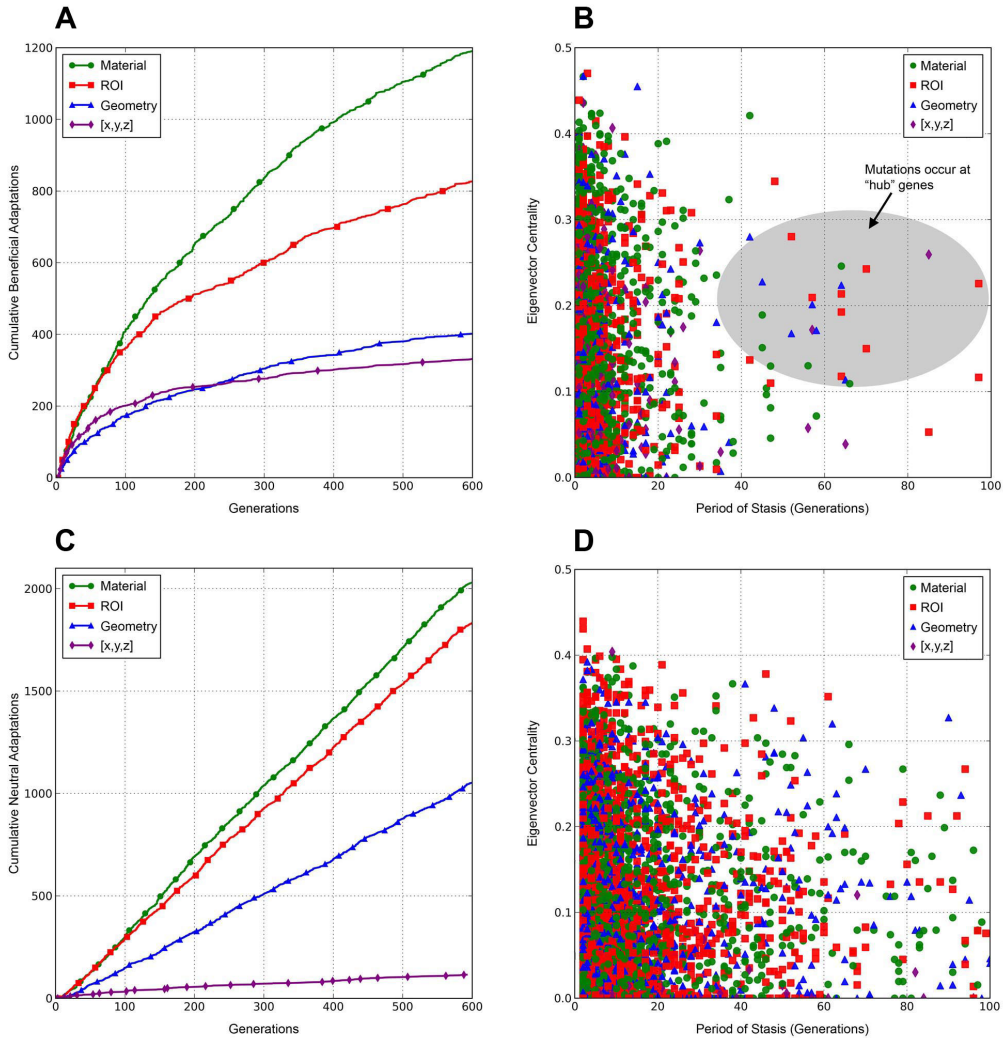 A
Cumulative Beneficial Adaptations
1200
1000
800
600
400
200
0
Material
ROI
Geometry
[x,y,z]
0 100 200 300 400 500 600
Generations
B
Eigenvector Centrality
0.5
0.4
0.3
0.2
0.1
0.0
Material
ROI
Geometry
[x,y,z]
Mutations occur at
“hub” genes
0 20 40 60 80 100
Period of Stasis (Generations)
C
Cumulative Neutral Adaptations
2000
1500
1000
500
0
Material
ROI
Geometry
[x,y,z]
0 100 200 300 400 500 600
Generations
D
Eigenvector Centrality
0.5
0.4
0.3
0.2
0.1
0.0
Material
ROI
Geometry
[x,y,z]
0 20 40 60 80 100
Period of Stasis (Generations)